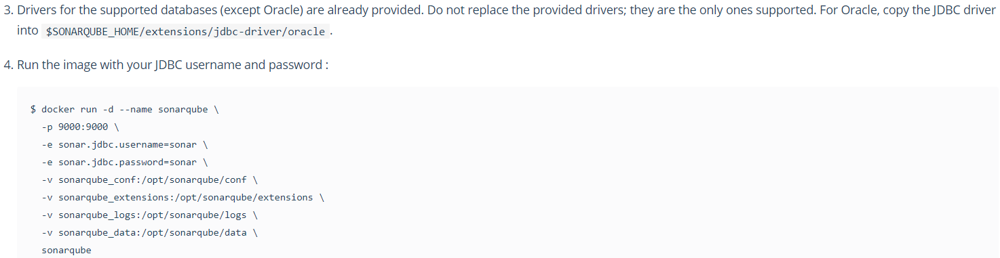 3. Drivers for the supported databases (except Oracle) are already provided. Do not replace the provided drivers; they are the only ones supported. For Oracle, copy the JDBC driver
into $SONARQUBE_HOME/extensions/jdbc-driver/oracle .
4. Run the image with your JDBC username and password :
$ docker run -d --name sonarqube \
-p 9000:9000 \
-e sonar.jdbc.username=sonar \
-e sonar.jdbc.password=sonar \
-v sonarqube_conf:/opt/sonarqube/conf \
-v sonarqube_extensions:/opt/sonarqube/extensions \
-v sonarqube_logs:/opt/sonarqube/logs \
-v sonarqube_data:/opt/sonarqube/data \
sonarqube